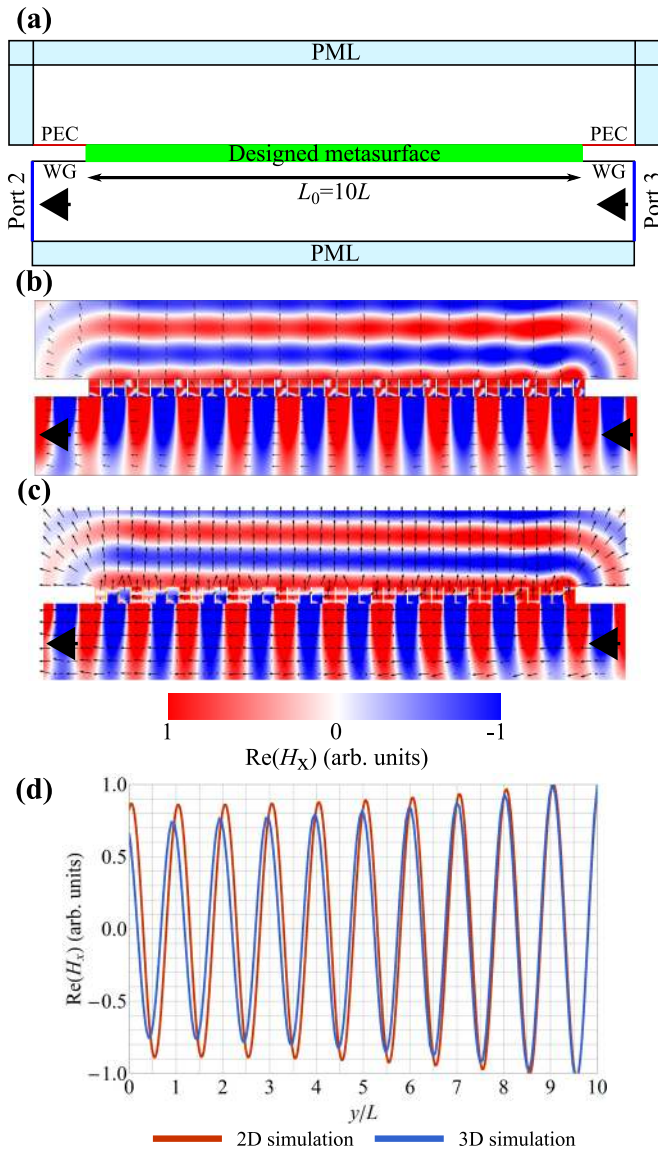 (a)
PML
PEC
PEC
Designed metasurface
WG
WG
L₀=10L
Port 2
Port 3
PML
(b)
(c)
1
0
-1
Re(Hₓ) (arb. units)
(d)
1.0
0.5
0.0
−0.5
−1.0
Re(Hₓ) (arb. units)
0 1 2 3 4 5 6 7 8 9 10
y/L
2D simulation
3D simulation